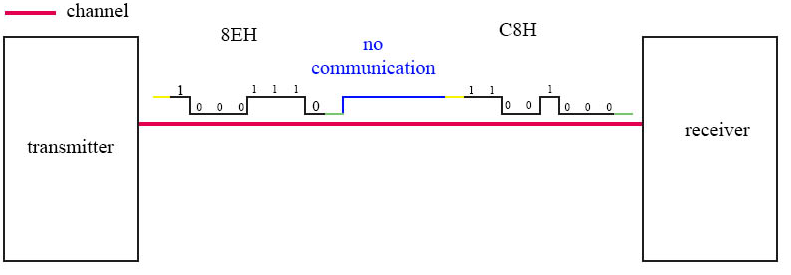 channel
8EH
no
communication
C8H
1 0 0 0 1 1 1 0
1 1 0 0 1 0 0 0
transmitter
receiver